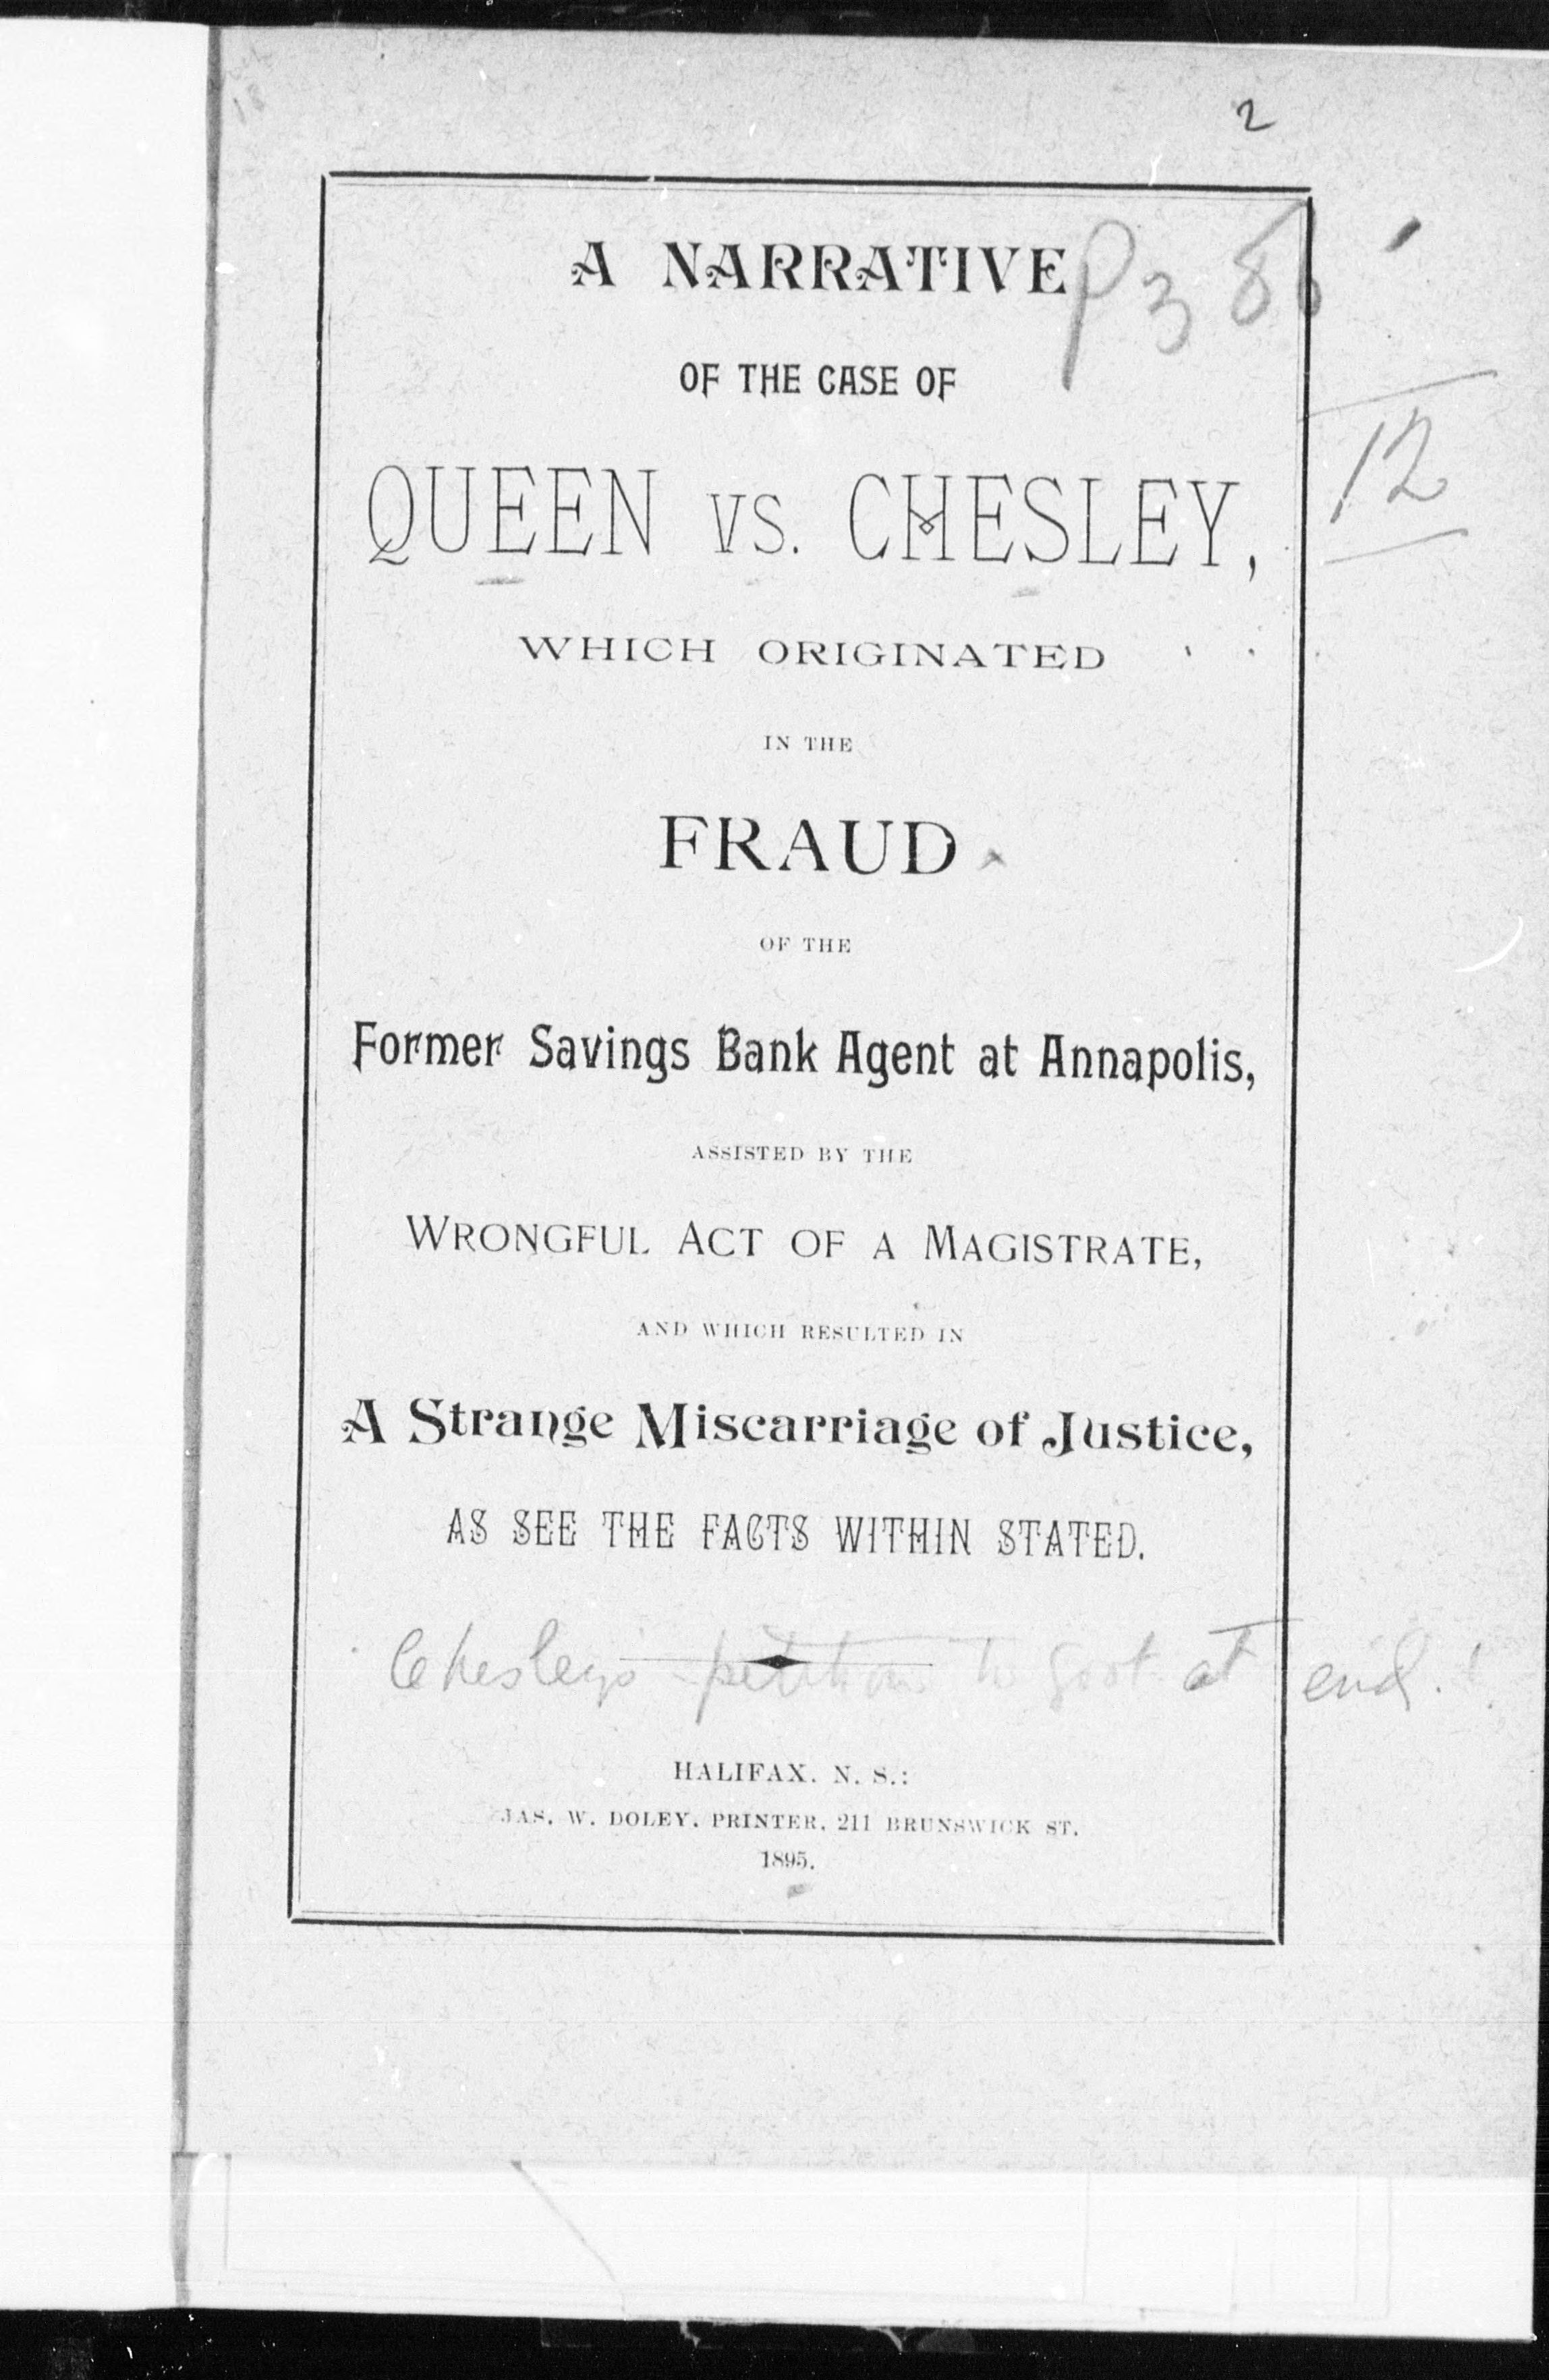 2
A NARRATIVE
P 38
OF THE CASE OF
12
QUEEN VS. CHESLEY,
WHICH ORIGINATED
IN THE
FRAUD
OF THE
Former Savings Bank Agent at Annapolis,
ASSISTED BY THE
WRONGFUL ACT OF A MAGISTRATE,
AND WHICH RESULTED IN
A Strange Miscarriage of Justice,
AS SEE THE FACTS WITHIN STATED.
Chesley's petition to Govt at end.
HALIFAX, N. S.:
JAS. W. DOLEY, PRINTER, 211 BRUNSWICK ST.
1895.